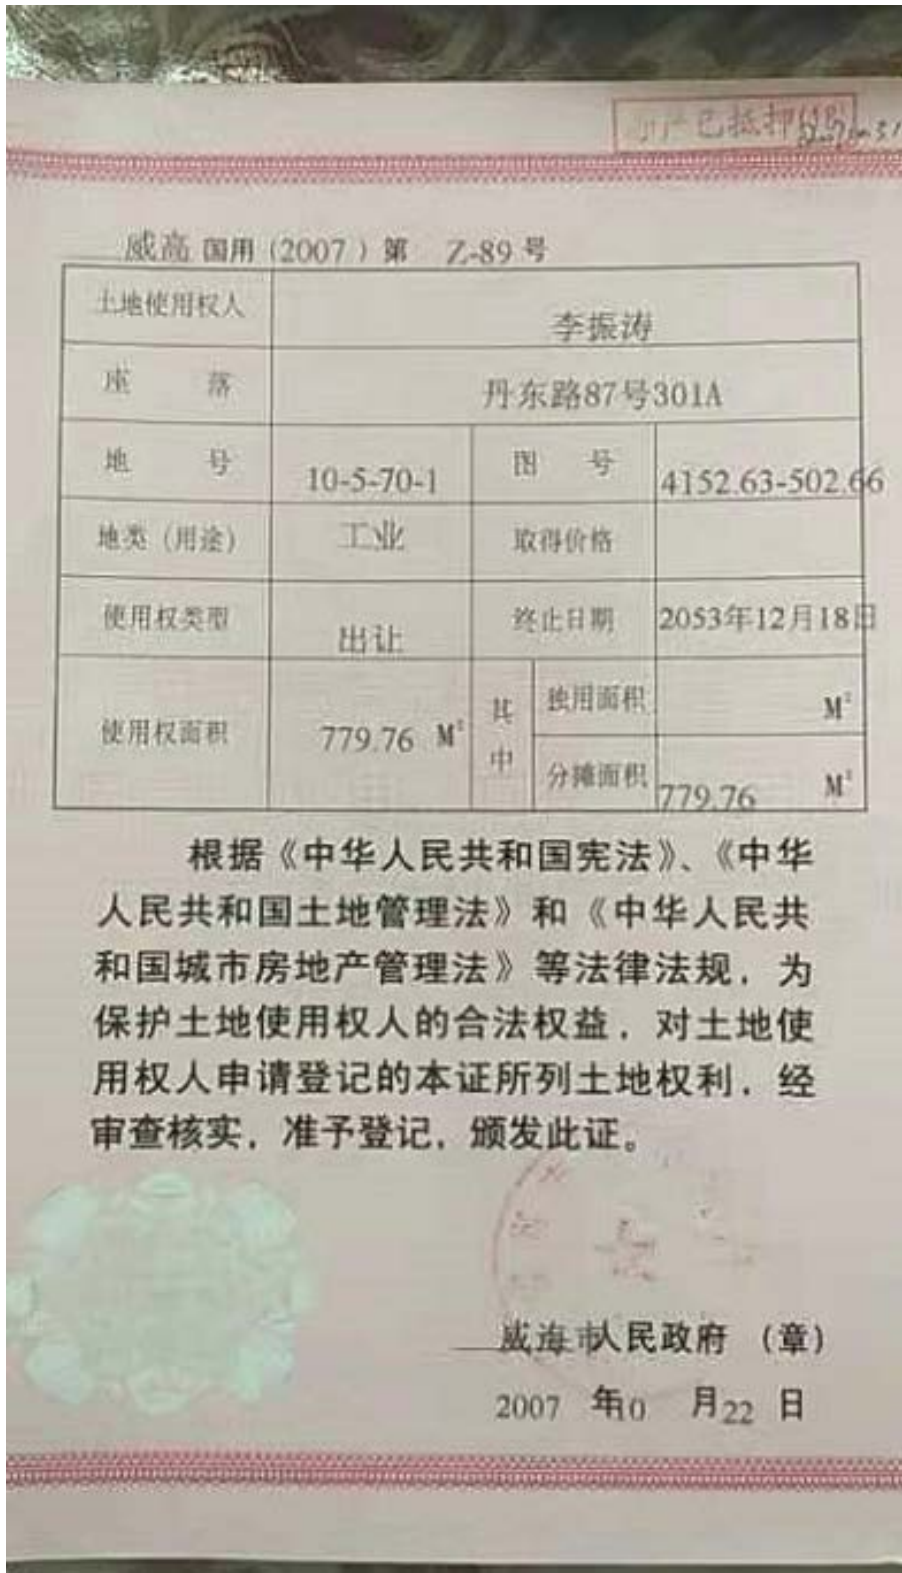 已抵押
威高 国用(2007)第 乙-89 号
土地使用权人 李振涛
座 落 丹东路87号301A
地 号 10-5-70-1 图 号 4152.63-502.66
地类(用途) 工业 取得价格
使用权类型 出让 终止日期 2053年12月18日
使用权面积 779.76 M² 其中 独用面积 M²
分摊面积 779.76 M²
根据《中华人民共和国宪法》、《中华
人民共和国土地管理法》和《中华人民共
和国城市房地产管理法》等法律法规,为
保护土地使用权人的合法权益,对土地使
用权人申请登记的本证所列土地权利,经
审查核实,准予登记,颁发此证。
威海市人民政府 (章)
2007 年10 月22 日